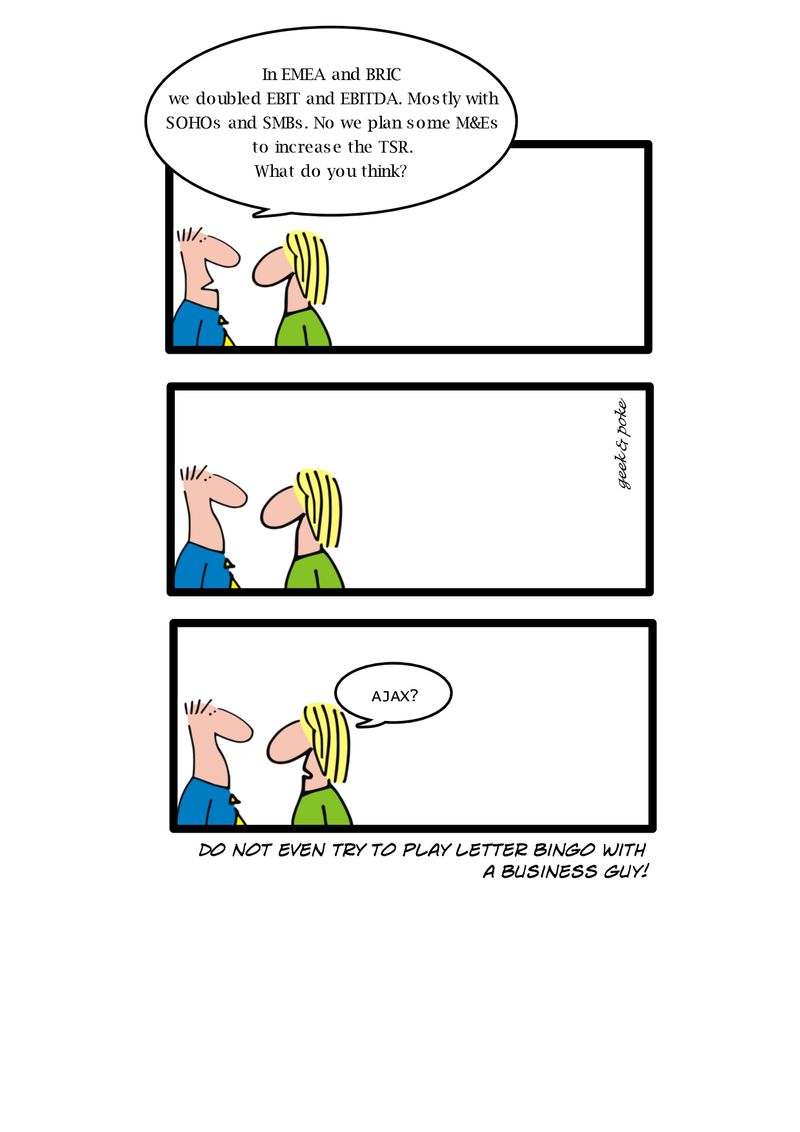 In EMEA and BRIC
we doubled EBIT and EBITDA. Mostly with
SOHOs and SMBs. No we plan some M&Es
to increase the TSR.
What do you think?
geek & poke
AJAX?
DO NOT EVEN TRY TO PLAY LETTER BINGO WITH
A BUSINESS GUY!